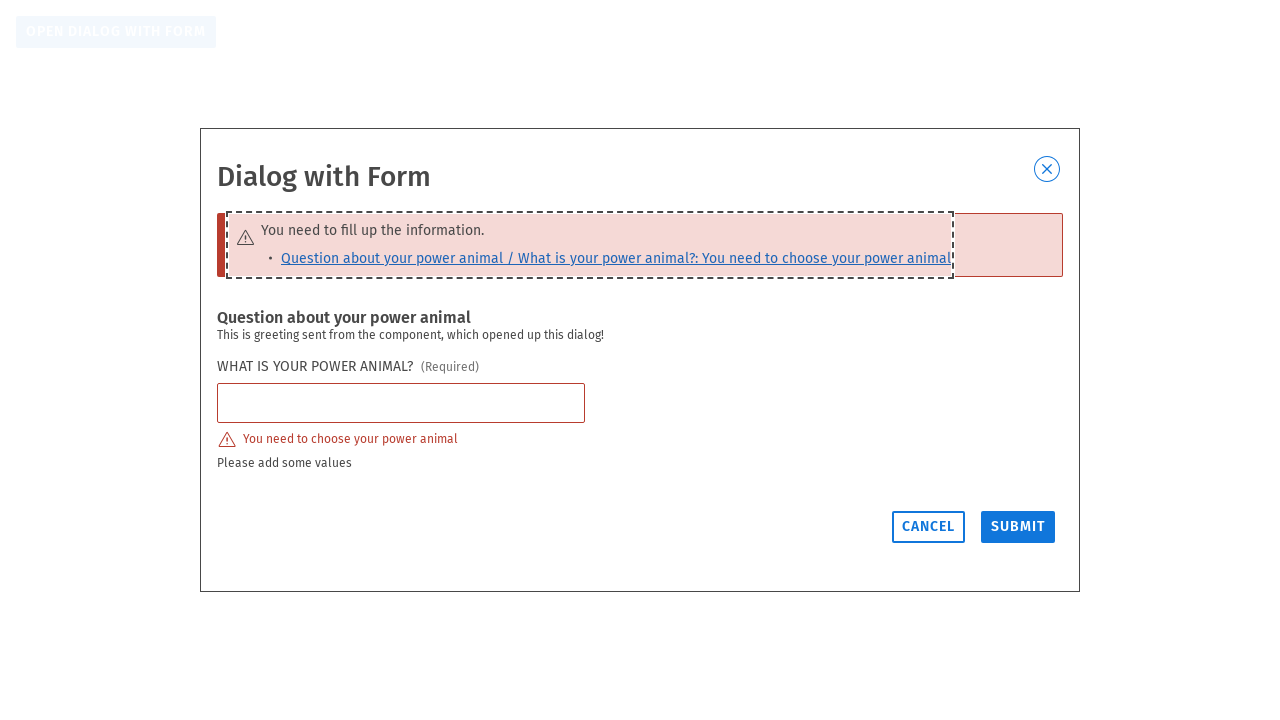 OPEN DIALOG WITH FORM
Dialog with Form
You need to fill up the information.
• Question about your power animal / What is your power animal?: You need to choose your power animal
Question about your power animal
This is greeting sent from the component, which opened up this dialog!
WHAT IS YOUR POWER ANIMAL? (Required)
You need to choose your power animal
Please add some values
CANCEL SUBMIT